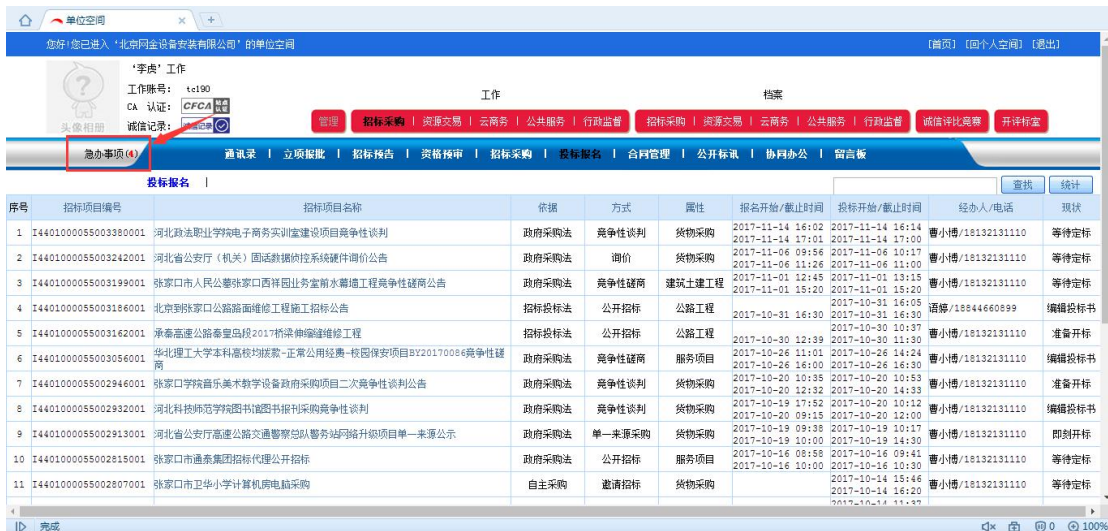 单位空间 × +
您好!您已进入‘北京网金设备安装有限公司’的单位空间 [首页] [回个人空间] [退出]
‘李虎’工作
工作账号: tc190
CA 认证: CFCA 站点认证
诚信记录: 诚信记录
头像相册
工作 档案
管理 招标采购 | 资源交易 | 云商务 | 公共服务 | 行政监督 招标采购 | 资源交易 | 云商务 | 公共服务 | 行政监督 诚信评比竞赛 开评标室
急办事项(4) 通讯录 | 立项报批 | 招标预告 | 资格预审 | 招标采购 | 投标报名 | 合同管理 | 公开标讯 | 协同办公 | 留言板
投标报名 | 查找 统计
序号 招标项目编号 招标项目名称 依据 方式 属性 报名开始/截止时间 投标开始/截止时间 经办人/电话 现状
1 I4401000055003380001 河北政法职业学院电子商务实训室建设项目竞争性谈判 政府采购法 竞争性谈判 货物采购 2017-11-14 16:02 2017-11-14 16:14 曹小博/18132131110 等待定标
2017-11-14 17:01 2017-11-14 17:00
2 I4401000055003242001 河北省公安厅（机关）固话数据侦控系统硬件询价公告 政府采购法 询价 货物采购 2017-11-06 09:56 2017-11-06 10:17 曹小博/18132131110 等待定标
2017-11-06 11:26 2017-11-06 11:00
3 I4401000055003199001 张家口市人民公墓张家口西祥园业务室前水幕墙工程竞争性磋商公告 政府采购法 竞争性磋商 建筑土建工程 2017-11-01 12:45 2017-11-01 13:15 曹小博/18132131110 等待定标
2017-11-01 15:20 2017-11-01 15:20
4 I4401000055003186001 北京到张家口公路路面维修工程施工招标公告 招标投标法 公开招标 公路工程 2017-10-31 16:05 语婷/18844660899 编辑投标书
2017-10-31 16:30 2017-10-31 16:30
5 I4401000055003162001 承秦高速公路秦皇岛段2017桥梁伸缩缝维修工程 招标投标法 公开招标 公路工程 2017-10-30 10:37 曹小博/18132131110 准备开标
2017-10-30 12:39 2017-10-30 11:30
6 I4401000055003056001 华北理工大学本科高校均拨款-正常公用经费-校园保安项目BY20170086竞争性磋商 政府采购法 竞争性磋商 服务项目 2017-10-26 11:01 2017-10-26 14:24 曹小博/18132131110 编辑投标书
2017-10-26 16:00 2017-10-26 16:30
7 I4401000055002946001 张家口学院音乐美术教学设备政府采购项目二次竞争性谈判公告 政府采购法 竞争性谈判 货物采购 2017-10-20 10:35 2017-10-20 10:53 曹小博/18132131110 准备开标
2017-10-20 12:32 2017-10-20 14:33
8 I4401000055002932001 河北科技师范学院图书馆图书报刊采购竞争性谈判 政府采购法 竞争性谈判 货物采购 2017-10-19 17:52 2017-10-20 10:12 曹小博/18132131110 编辑投标书
2017-10-20 09:15 2017-10-20 12:00
9 I4401000055002913001 河北省公安厅高速公路交通警察总队警务站网络升级项目单一来源公示 政府采购法 单一来源采购 货物采购 2017-10-19 09:38 2017-10-19 10:17 曹小博/18132131110 即刻开标
2017-10-19 10:00 2017-10-19 14:30
10 I4401000055002815001 张家口市通泰集团招标代理公开招标 政府采购法 公开招标 服务项目 2017-10-16 08:58 2017-10-16 09:41 曹小博/18132131110 等待定标
2017-10-16 10:00 2017-10-16 10:30
11 I4401000055002807001 张家口市卫华小学计算机房电脑采购 自主采购 邀请招标 货物采购 2017-10-14 15:46 曹小博/18132131110 等待定标
2017-10-14 16:20
2017-10-14 11:37
完成 0 100%